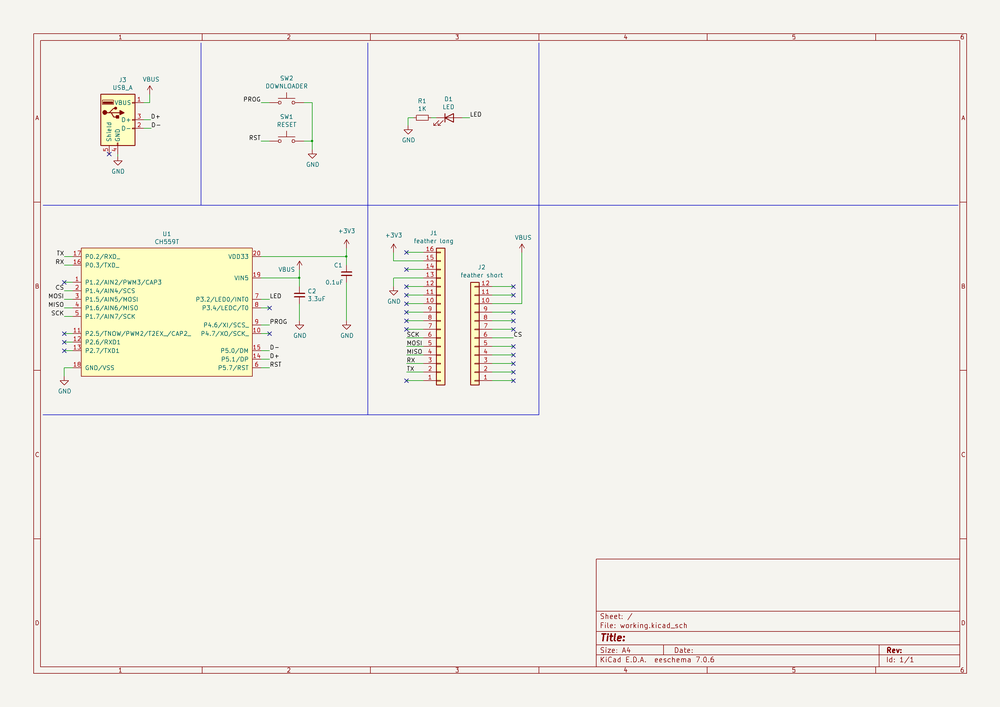 1 2 3 4 5 6
A
B
C
D
A
B
C
D
J3
USB_A
VBUS
VBUS 1
D+ 3 D+
D- 2 D-
Shield
GND
5 4
GND
SW2
DOWNLOADER
PROG
SW1
RESET
RST
GND
R1
1K
D1
LED
LED
GND
U1
CH559T
TX 17 P0.2/RXD_
RX 16 P0.3/TXD_
1 P1.2/AIN2/PWM3/CAP3
CS 2 P1.4/AIN4/SCS
MOSI 3 P1.5/AIN5/MOSI
MISO 4 P1.6/AIN6/MISO
SCK 5 P1.7/AIN7/SCK
11 P2.5/TNOW/PWM2/T2EX_/CAP2_
12 P2.6/RXD1
13 P2.7/TXD1
18 GND/VSS
GND
VDD33 20
VIN5 19
P3.2/LED0/INT0 7 LED
P3.4/LEDC/T0 8
P4.6/XI/SCS_ 9 PROG
P4.7/XO/SCK_ 10
P5.0/DM 15 D-
P5.1/DP 14 D+
P5.7/RST 6 RST
+3V3
C1
0.1uF
GND
VBUS
C2
3.3uF
GND
J1
feather long
+3V3
GND
16
15
14
13
12
11
10
9
8
7
SCK 6
MOSI 5
MISO 4
RX 3
TX 2
1
J2
feather short
VBUS
12
11
10
9
8
7
6 CS
5
4
3
2
1
Sheet: /
File: working.kicad_sch
Title:
Size: A4 Date: Rev:
KiCad E.D.A. eeschema 7.0.6 Id: 1/1
1 2 3 4 5 6